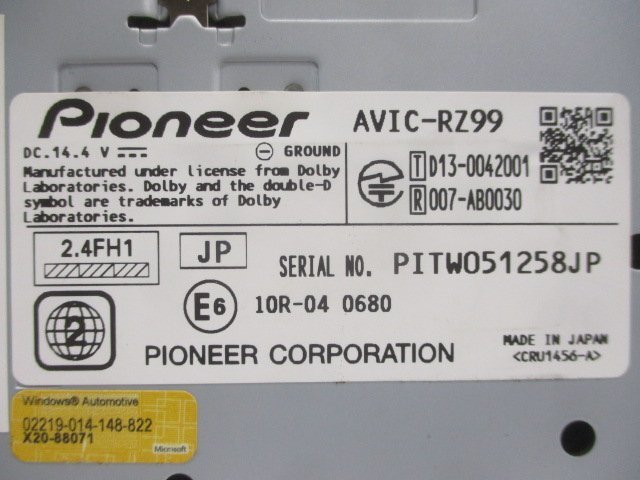 Pioneer
AVIC-RZ99
DC.14.4 V
GROUND
Manufactured under license from Dolby
Laboratories. Dolby and the double-D
symbol are trademarks of Dolby
Laboratories.
T D13-0042001
R 007-AB0030
2.4FH1
JP
SERIAL NO. PITW051258JP
2
E6 10R-04 0680
PIONEER CORPORATION
MADE IN JAPAN
<CRU1456-A>
Windows® Automotive
02219-014-148-822
X20-88071
Microsoft